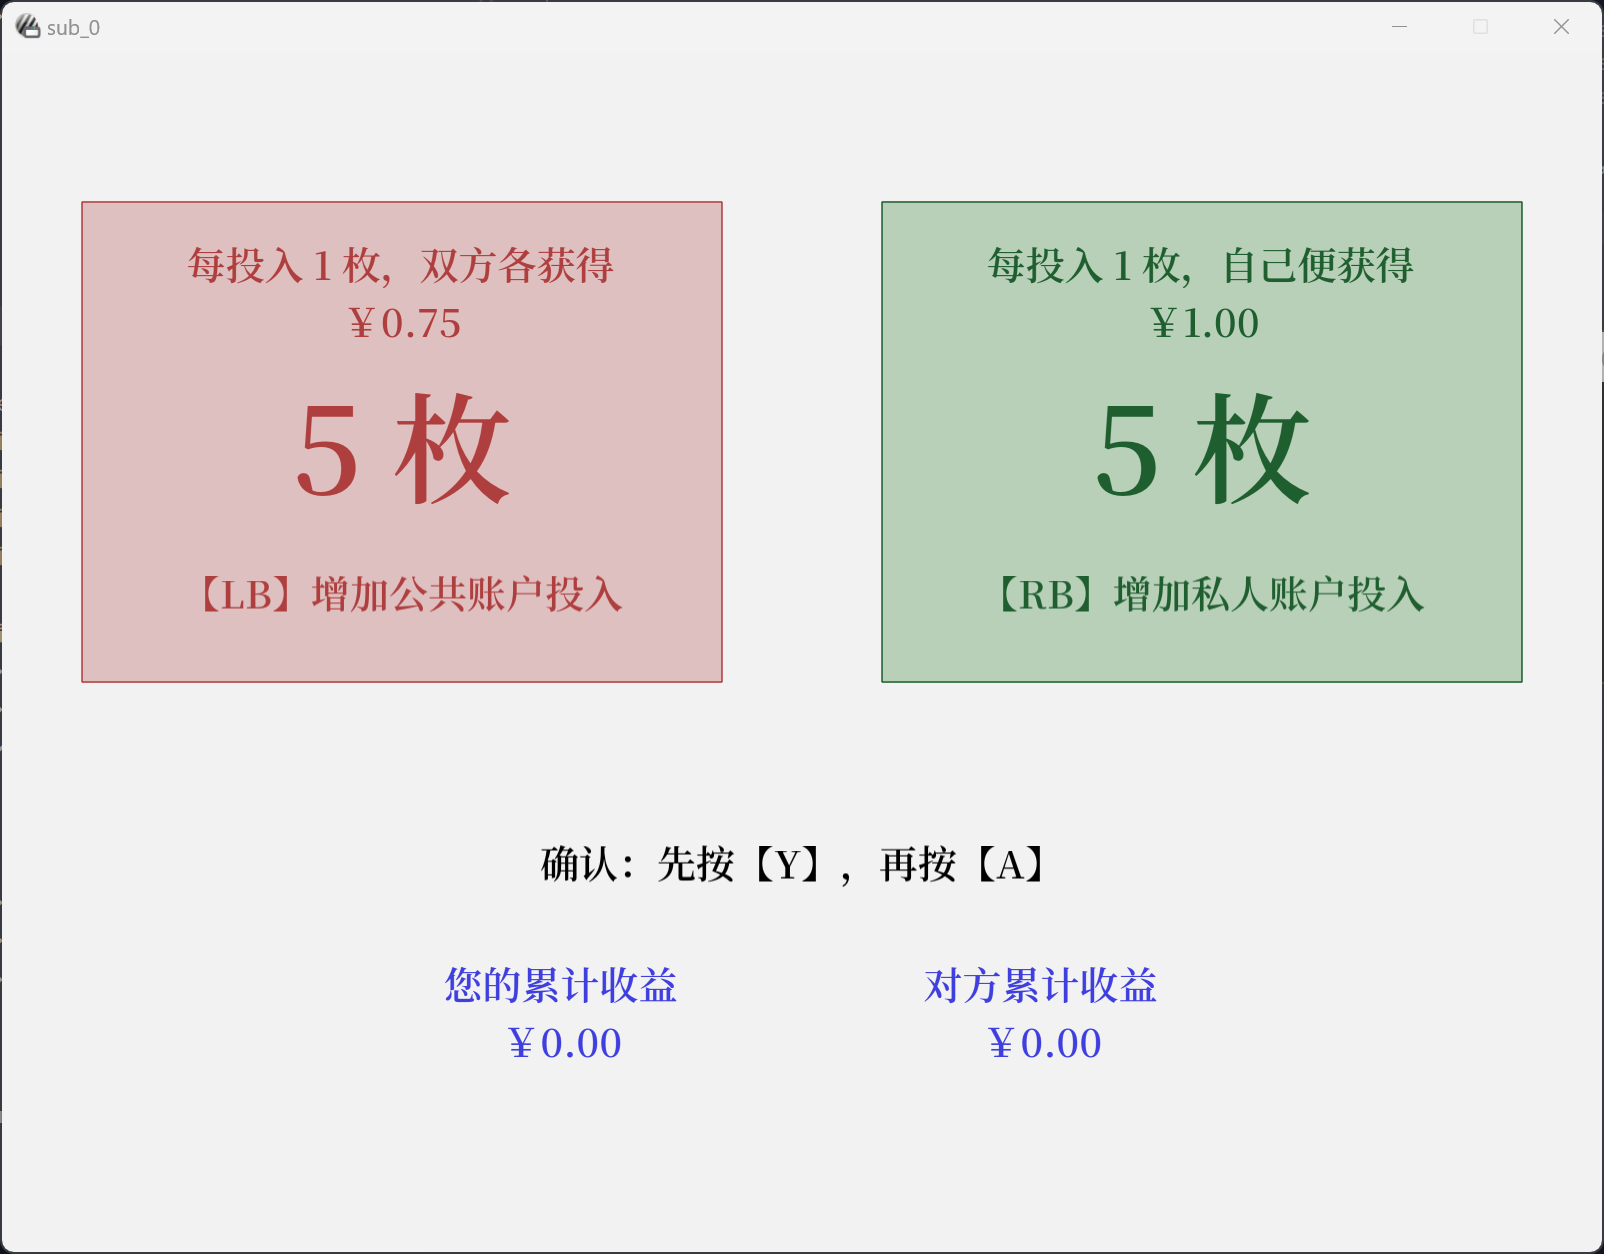 sub_0
每投入 1 枚，双方各获得
￥0.75
5 枚
【LB】增加公共账户投入
每投入 1 枚，自己便获得
￥1.00
5 枚
【RB】增加私人账户投入
确认：先按【Y】，再按【A】
您的累计收益
￥0.00
对方累计收益
￥0.00